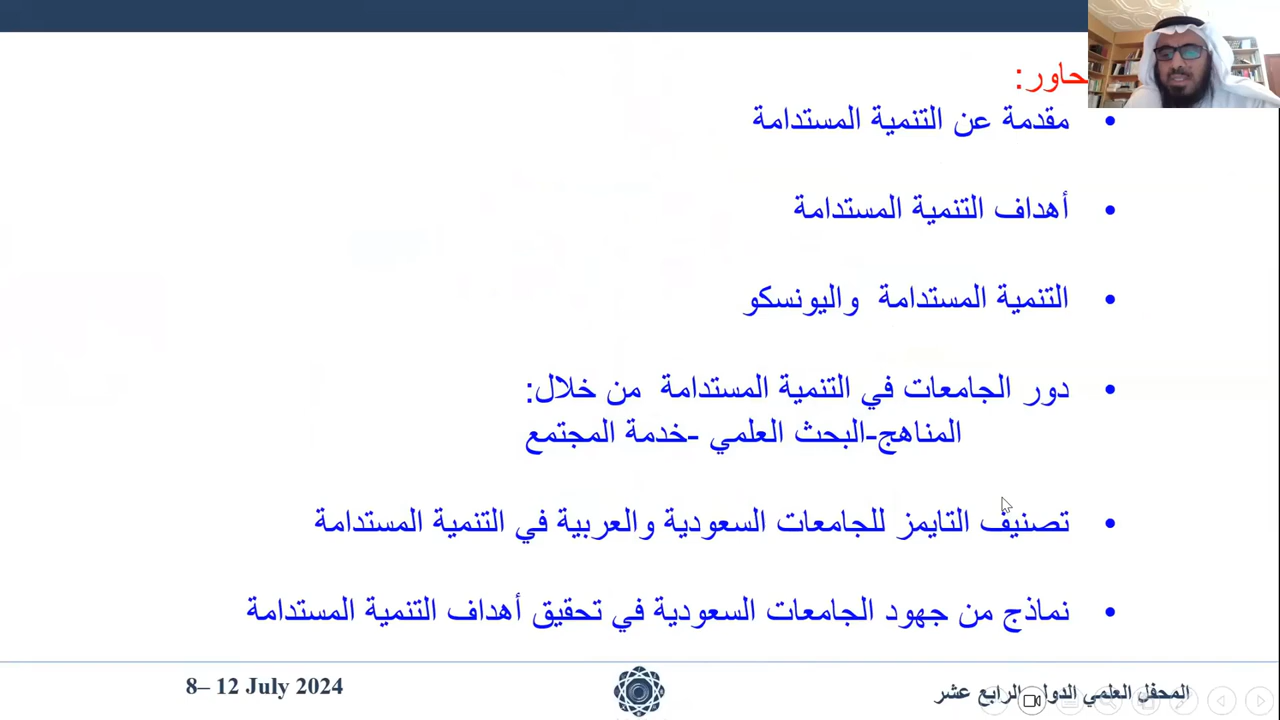 حاور:
• مقدمة عن التنمية المستدامة
• أهداف التنمية المستدامة
• التنمية المستدامة واليونسكو
• دور الجامعات في التنمية المستدامة من خلال:
المناهج-البحث العلمي -خدمة المجتمع
• تصنيف التايمز للجامعات السعودية والعربية في التنمية المستدامة
• نماذج من جهود الجامعات السعودية في تحقيق أهداف التنمية المستدامة
8– 12 July 2024
المحفل العلمي الدولي الرابع عشر